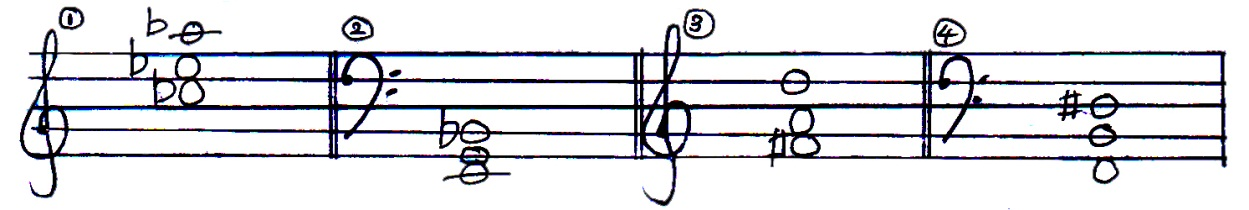 ① ② ③ ④